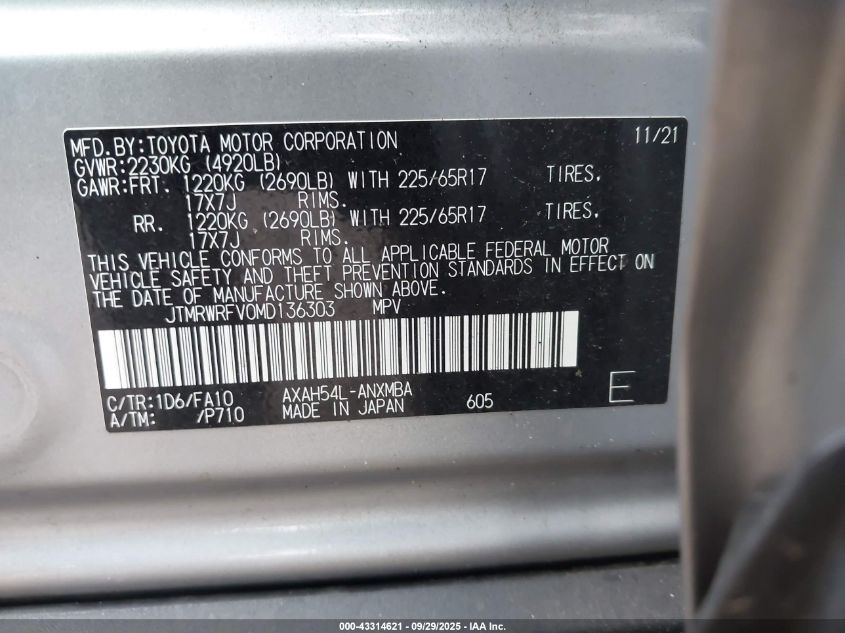 MFD.BY:TOYOTA MOTOR CORPORATION 11/21
GVWR:2230KG (4920LB)
GAWR:FRT. 1220KG (2690LB) WITH 225/65R17 TIRES.
17X7J RIMS.
RR. 1220KG (2690LB) WITH 225/65R17 TIRES.
17X7J RIMS.
THIS VEHICLE CONFORMS TO ALL APPLICABLE FEDERAL MOTOR
VEHICLE SAFETY AND THEFT PREVENTION STANDARDS IN EFFECT ON
THE DATE OF MANUFACTURE SHOWN ABOVE.
JTMRWRFV0MD136303 MPV
C/TR:1D6/FA10 AXAH54L-ANXMBA
A/TM: /P710 MADE IN JAPAN 605 E
000-43314621 - 09/29/2025 - IAA Inc.